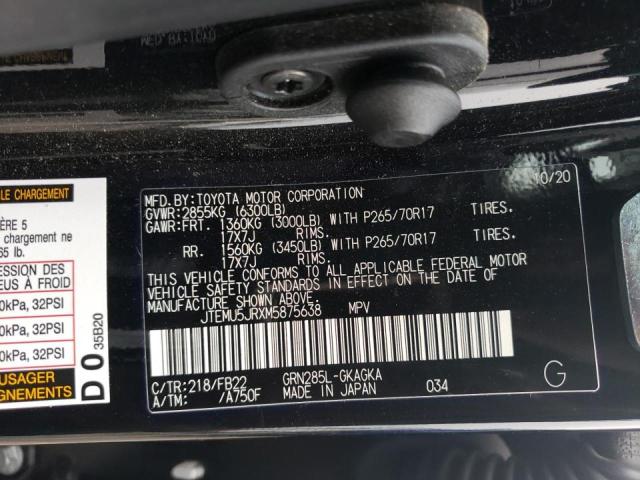 MFD.BY:TOYOTA MOTOR CORPORATION 10/20
GVWR:2855KG (6300LB)
GAWR:FRT. 1360KG (3000LB) WITH P265/70R17 TIRES.
17X7J RIMS.
RR. 1560KG (3450LB) WITH P265/70R17 TIRES.
17X7J RIMS.
THIS VEHICLE CONFORMS TO ALL APPLICABLE FEDERAL MOTOR
VEHICLE SAFETY STANDARDS IN EFFECT ON THE DATE OF
MANUFACTURE SHOWN ABOVE.
JTEMU5JRXM5875638 MPV
C/TR:218/FB22 GRN285L-GKAGKA
A/TM: /A750F MADE IN JAPAN 034
G
LE CHARGEMENT
ÈRE 5
chargement ne
65 lb.
ESSION DES
EUS À FROID
0kPa, 32PSI
0kPa, 32PSI
0kPa, 32PSI
USAGER
GNEMENTS
D0 35B20